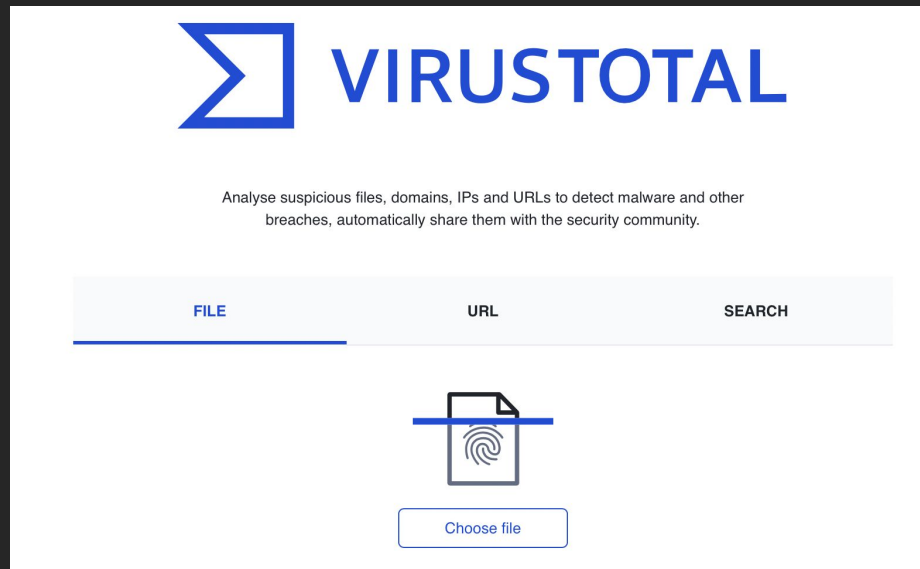 VIRUSTOTAL
Analyse suspicious files, domains, IPs and URLs to detect malware and other
breaches, automatically share them with the security community.
FILE
URL
SEARCH
Choose file